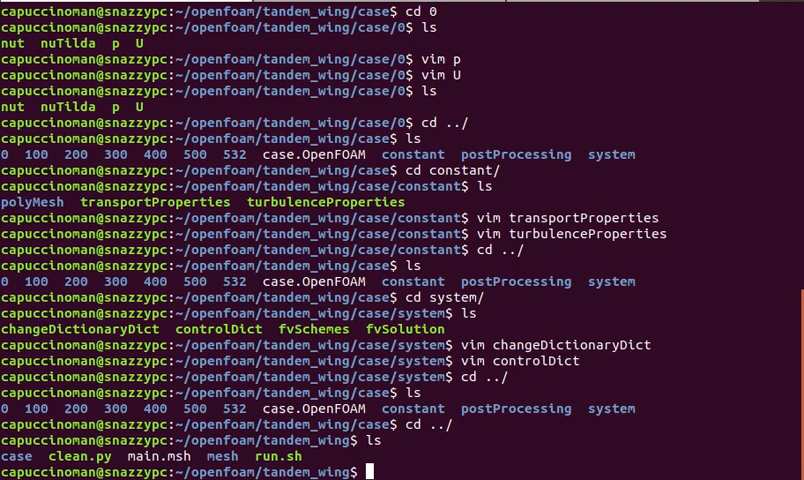 capuccinoman@snazzypc:~/openfoam/tandem_wing/case$ cd 0
capuccinoman@snazzypc:~/openfoam/tandem_wing/case/0$ ls
nut  nuTilda  p  U
capuccinoman@snazzypc:~/openfoam/tandem_wing/case/0$ vim p
capuccinoman@snazzypc:~/openfoam/tandem_wing/case/0$ vim U
capuccinoman@snazzypc:~/openfoam/tandem_wing/case/0$ ls
nut  nuTilda  p  U
capuccinoman@snazzypc:~/openfoam/tandem_wing/case/0$ cd ../
capuccinoman@snazzypc:~/openfoam/tandem_wing/case$ ls
0  100  200  300  400  500  532  case.OpenFOAM  constant  postProcessing  system
capuccinoman@snazzypc:~/openfoam/tandem_wing/case$ cd constant/
capuccinoman@snazzypc:~/openfoam/tandem_wing/case/constant$ ls
polyMesh  transportProperties  turbulenceProperties
capuccinoman@snazzypc:~/openfoam/tandem_wing/case/constant$ vim transportProperties
capuccinoman@snazzypc:~/openfoam/tandem_wing/case/constant$ vim turbulenceProperties
capuccinoman@snazzypc:~/openfoam/tandem_wing/case/constant$ cd ../
capuccinoman@snazzypc:~/openfoam/tandem_wing/case$ ls
0  100  200  300  400  500  532  case.OpenFOAM  constant  postProcessing  system
capuccinoman@snazzypc:~/openfoam/tandem_wing/case$ cd system/
capuccinoman@snazzypc:~/openfoam/tandem_wing/case/system$ ls
changeDictionaryDict  controlDict  fvSchemes  fvSolution
capuccinoman@snazzypc:~/openfoam/tandem_wing/case/system$ vim changeDictionaryDict
capuccinoman@snazzypc:~/openfoam/tandem_wing/case/system$ vim controlDict
capuccinoman@snazzypc:~/openfoam/tandem_wing/case/system$ cd ../
capuccinoman@snazzypc:~/openfoam/tandem_wing/case$ ls
0  100  200  300  400  500  532  case.OpenFOAM  constant  postProcessing  system
capuccinoman@snazzypc:~/openfoam/tandem_wing/case$ cd ../
capuccinoman@snazzypc:~/openfoam/tandem_wing$ ls
case  clean.py  main.msh  mesh  run.sh
capuccinoman@snazzypc:~/openfoam/tandem_wing$